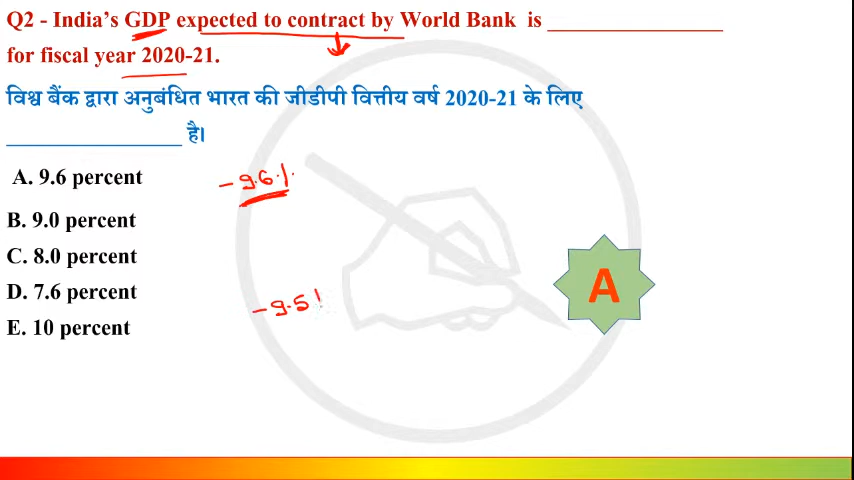 Q2 - India's GDP expected to contract by World Bank is ________________
for fiscal year 2020-21.
विश्व बैंक द्वारा अनुबंधित भारत की जीडीपी वित्तीय वर्ष 2020-21 के लिए
________________ है।
A. 9.6 percent
- 9.6%
B. 9.0 percent
C. 8.0 percent
D. 7.6 percent
- 9.5
E. 10 percent
A